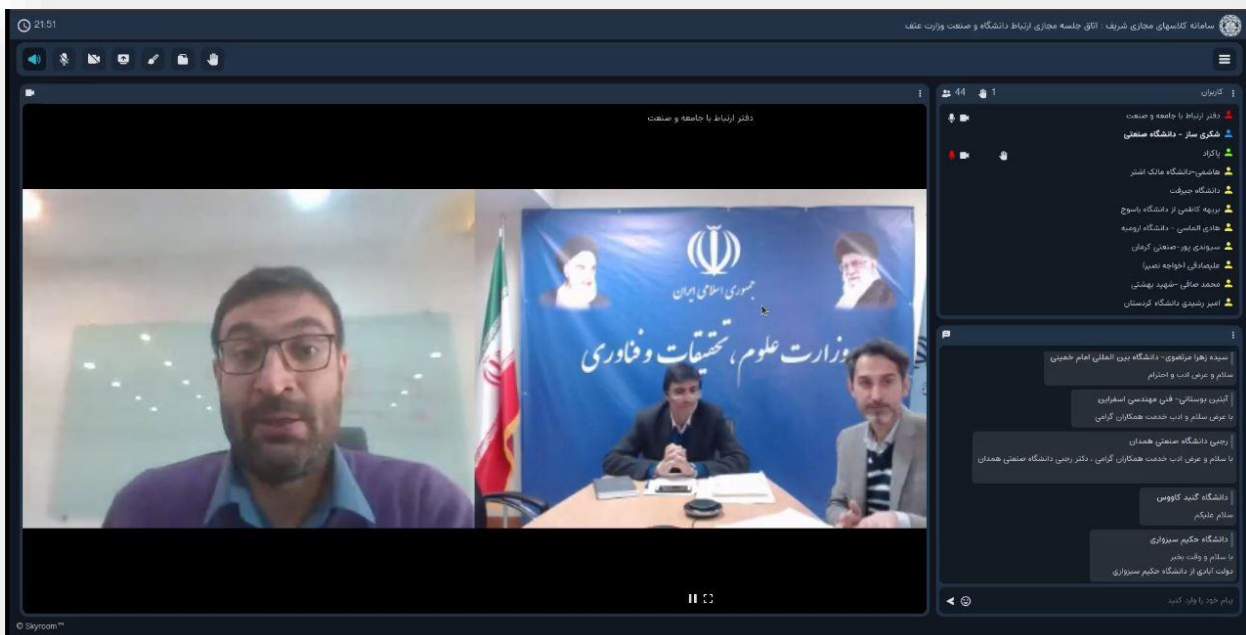 21:51
سامانه کلاسهای مجازی شریف : اتاق جلسه مجازی ارتباط دانشگاه و صنعت وزارت عتف
دفتر ارتباط با جامعه و صنعت
جمهوری اسلامی ایران
وزارت علوم ، تحقیقات و فناوری
کاربران
1
44
دفتر ارتباط با جامعه و صنعت
شکری ساز - دانشگاه صنعتی
پاکزاد
هاشمی-دانشگاه مالک اشتر
دانشگاه جیرفت
بریهه کاظمی از دانشگاه یاسوج
هادی الماسی - دانشگاه ارومیه
سیوندی پور-صنعتی کرمان
علیصادقی (خواجه نصیر)
محمد صافی -شهید بهشتی
امیر رشیدی دانشگاه کردستان
سیده زهرا مرتضوی- دانشگاه بین المللی امام خمینی
سلام و عرض ادب و احترام
آبتین بوستانی- فنی مهندسی اسفراین
با عرض سلام و ادب خدمت همکاران گرامی
رجبی دانشگاه صنعتی همدان
با سلام و عرض ادب خدمت همکاران گرامی ، دکتر رجبی دانشگاه صنعتی همدان
دانشگاه گنبد کاووس
سلام علیکم
دانشگاه حکیم سبزواری
با سلام و وقت بخیر
دولت آبادی از دانشگاه حکیم سبزواری
پیام خود را وارد کنید
© Skyroom™